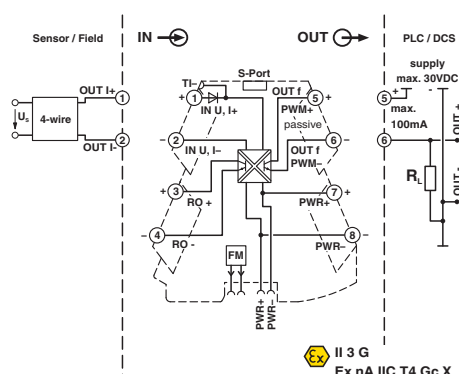 Sensor / Field
IN
OUT
PLC / DCS
S-Port
supply
max. 30VDC
TI–
OUT I+
1
+ 1
IN U, I+
OUT f
5 +
PWM+
passive
5 + -
max.
100mA
Us
4-wire
OUT I-
2
– 2
IN U, I–
OUT f
6 –
PWM–
6
OUT +
RL
OUT -
+ 3
RO +
7 +
PWR+
– 4
RO -
8 –
PWR–
FM
PWR+
PWR–
Ex
II 3 G
Ex nA IIC T4 Gc X